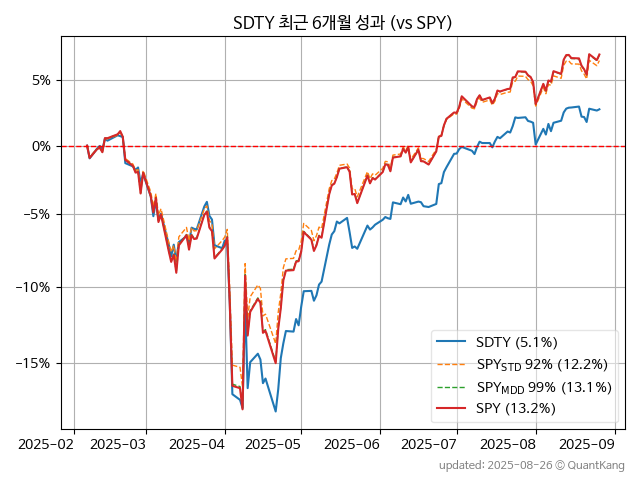 SDTY 최근 6개월 성과 (vs SPY)
5%
0%
−5%
−10%
−15%
SDTY (5.1%)
SPY_STD 92% (12.2%)
SPY_MDD 99% (13.1%)
SPY (13.2%)
2025-02 2025-03 2025-04 2025-05 2025-06 2025-07 2025-08 2025-09
updated: 2025-08-26 © QuantKang